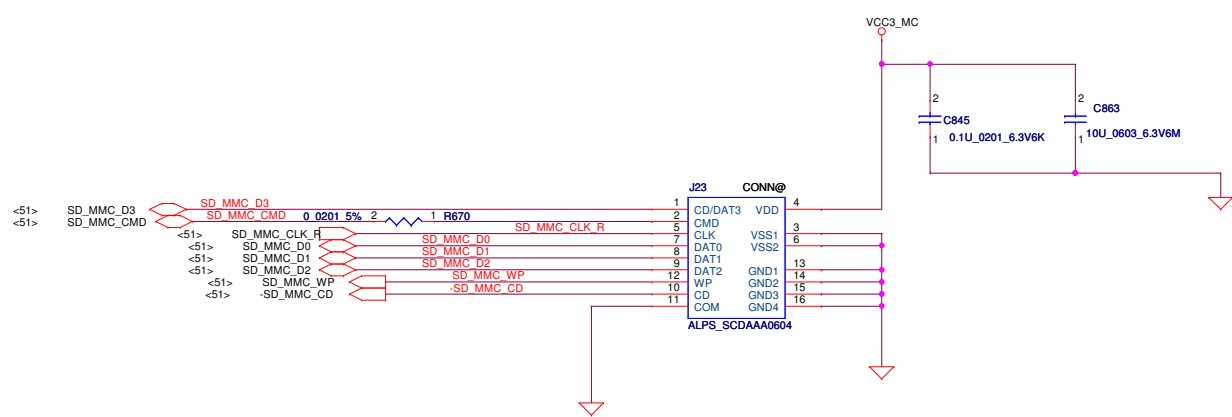 VCC3_MC
2
C845
1
0.1U_0201_6.3V6K
2
C863
1
10U_0603_6.3V6M
J23 CONN@
<51> SD_MMC_D3 SD_MMC_D3 1 CD/DAT3 VDD 4
<51> SD_MMC_CMD SD_MMC_CMD 0_0201_5% 2 1 R670 2 CMD
<51> SD_MMC_CLK_R SD_MMC_CLK_R 5 CLK VSS1 3
<51> SD_MMC_D0 SD_MMC_D0 7 DAT0 VSS2 6
<51> SD_MMC_D1 SD_MMC_D1 8 DAT1
<51> SD_MMC_D2 SD_MMC_D2 9 DAT2 GND1 13
<51> SD_MMC_WP SD_MMC_WP 12 WP GND2 14
<51> -SD_MMC_CD -SD_MMC_CD 10 CD GND3 15
11 COM GND4 16
ALPS_SCDAAA0604